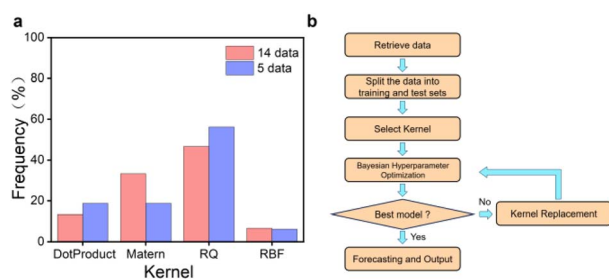 a
Frequency (%)
100
80
60
40
20
0
14 data
5 data
DotProduct
Matern
RQ
RBF
Kernel
b
Retrieve data
Split the data into
training and test sets
Select Kernel
Bayesian Hyperparameter
Optimization
Best model ?
No
Kernel Replacement
Yes
Forecasting and Output